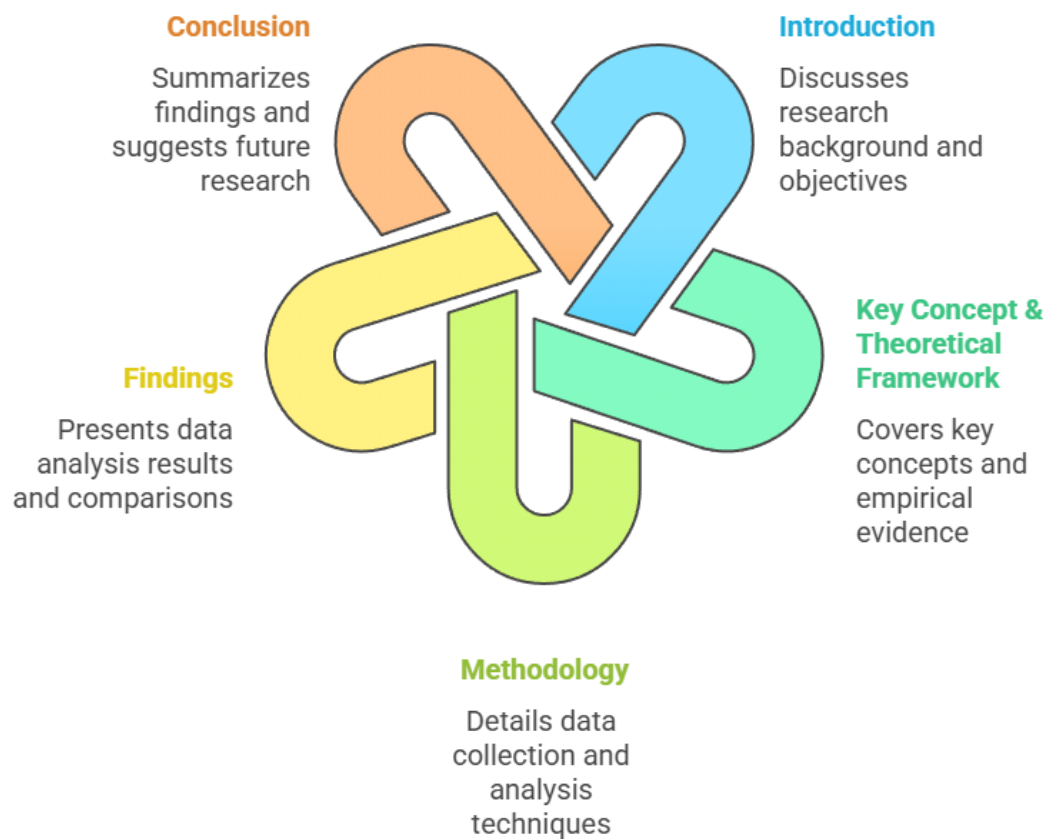 Conclusion
Summarizes
findings and
suggests future
research
Introduction
Discusses
research
background and
objectives
Key Concept &
Theoretical
Framework
Covers key
concepts and
empirical
evidence
Findings
Presents data
analysis results
and comparisons
Methodology
Details data
collection and
analysis
techniques